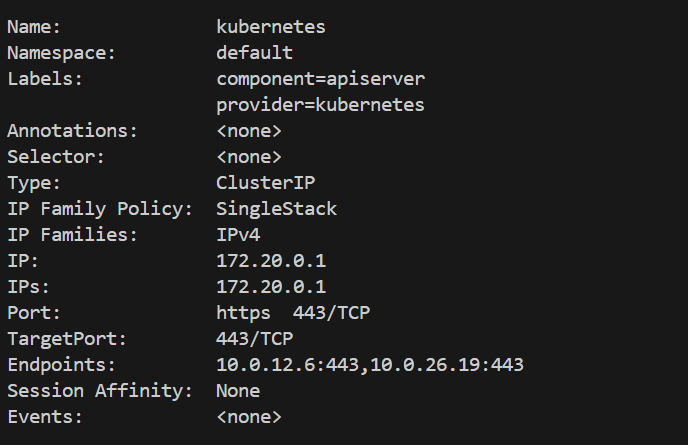 Name: kubernetes
Namespace: default
Labels: component=apiserver
provider=kubernetes
Annotations: <none>
Selector: <none>
Type: ClusterIP
IP Family Policy: SingleStack
IP Families: IPv4
IP: 172.20.0.1
IPs: 172.20.0.1
Port: https 443/TCP
TargetPort: 443/TCP
Endpoints: 10.0.12.6:443,10.0.26.19:443
Session Affinity: None
Events: <none>